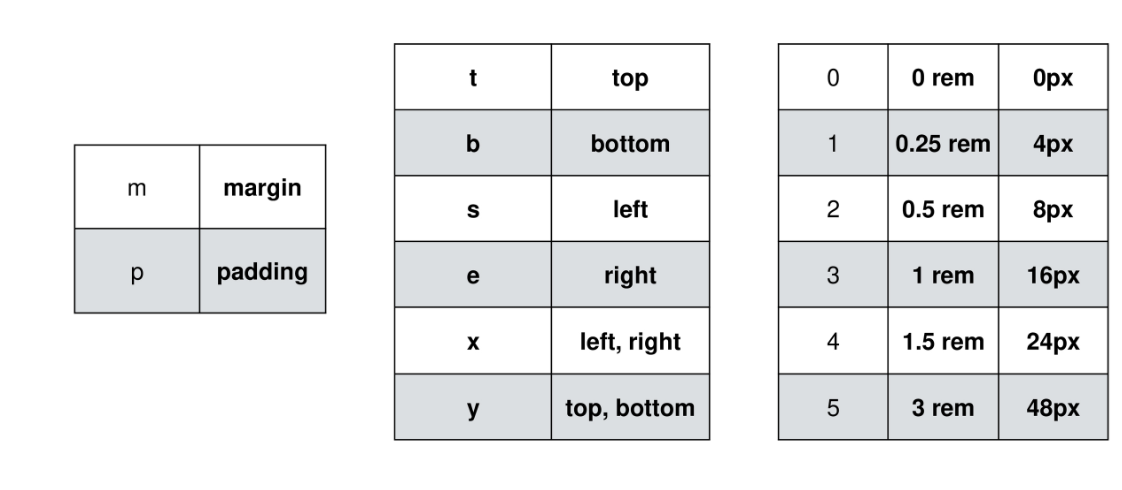 m margin
p padding
t top
b bottom
s left
e right
x left, right
y top, bottom
0 0 rem 0px
1 0.25 rem 4px
2 0.5 rem 8px
3 1 rem 16px
4 1.5 rem 24px
5 3 rem 48px